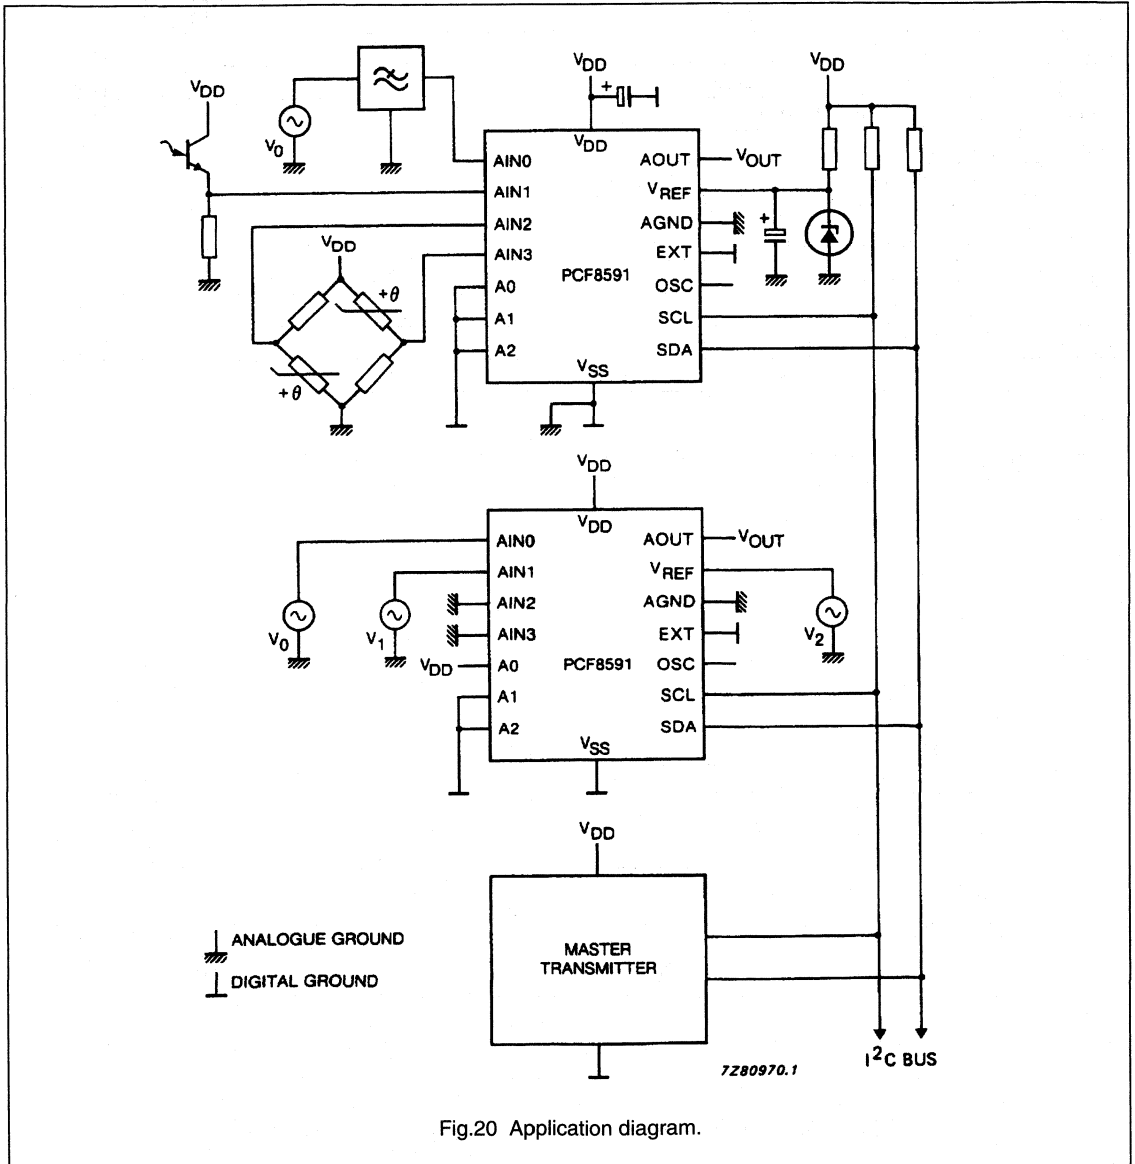 VDD
V0
VDD
VDD
VDD
VDD
AIN0
AIN1
AIN2
AIN3
A0
A1
A2
AOUT
VREF
AGND
EXT
OSC
SCL
SDA
PCF8591
VSS
VOUT
VDD
+
+
+θ
+θ
VDD
VDD
AIN0
AIN1
AIN2
AIN3
A0
A1
A2
AOUT
VREF
AGND
EXT
OSC
SCL
SDA
PCF8591
VSS
VOUT
V0
V1
VDD
V2
VDD
MASTER
TRANSMITTER
ANALOGUE GROUND
DIGITAL GROUND
7Z80970.1
I²C BUS
Fig.20 Application diagram.